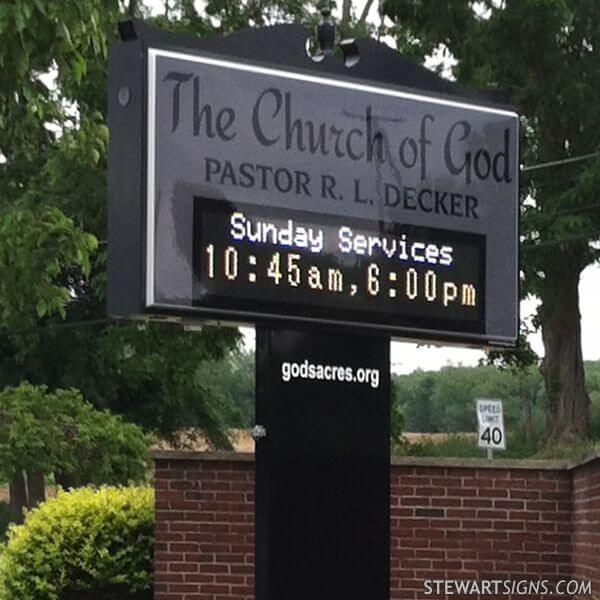 The Church of God
PASTOR R. L. DECKER
Sunday Services
10:45am,6:00pm
godsacres.org
SPEED
LIMIT
40
STEWARTSIGNS.COM